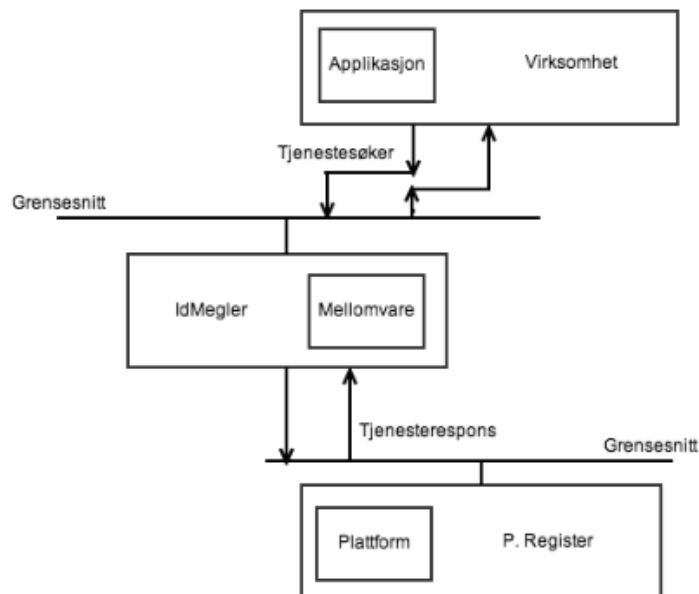 Applikasjon
Virksomhet
Tjenestesøker
Grensesnitt
IdMegler
Mellomvare
Tjenesterespons
Grensesnitt
Plattform
P. Register